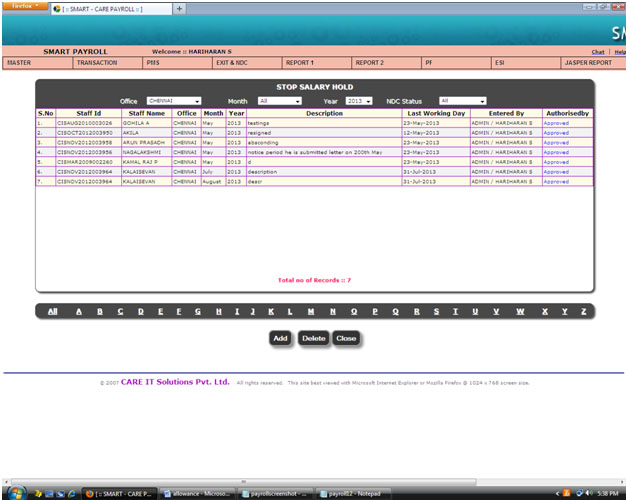 Firefox
[ :: SMART - CARE PAYROLL :: ]
SM
SMART PAYROLL Welcome :: HARIHARAN S Chat | Help
MASTER TRANSACTION PMS EXIT & NDC REPORT 1 REPORT 2 PF ESI JASPER REPORT
STOP SALARY HOLD
Office CHENNAI Month All Year 2013 NDC Status All
S.No Staff Id Staff Name Office Month Year Description Last Working Day Entered By Authorisedby
1. CISAUG2010003026 GOHILA A CHENNAI May 2013 teatings 23-May-2013 ADMIN / HARIHARAN S Approved
2. CISOCT2012003950 AKILA CHENNAI May 2013 resigned 12-May-2013 ADMIN / HARIHARAN S Approved
3. CISNOV2012003958 ARUN PRASADH CHENNAI May 2013 abaconding 23-May-2013 ADMIN / HARIHARAN S Approved
4. CISNOV2012003956 NAGALAKSHMI CHENNAI May 2013 notice period he is submitted letter on 200th May 23-May-2013 ADMIN / HARIHARAN S Approved
5. CISMAR2009002260 KAMAL RAJ P CHENNAI May 2013 d 23-May-2013 ADMIN / HARIHARAN S Approved
6. CISNOV2012003964 KALAISEVAN CHENNAI July 2013 description 31-Jul-2013 ADMIN / HARIHARAN S Approved
7. CISNOV2012003964 KALAISEVAN CHENNAI August 2013 descr 31-Jul-2013 ADMIN / HARIHARAN S Approved
Total no of Records :: 7
All A B C D E F G H I J K L M N O P Q R S T U V W X Y Z
Add Delete Close
© 2007 CARE IT Solutions Pvt. Ltd. All rights reserved. This site best viewed with Microsoft Internet Explorer or Mozilla Firefox @ 1024 x 768 screen size.
[ :: SMART - CARE P... allowance - Microso... payrollscreenshot - ... payroll12 - Notepad 5:38 PM